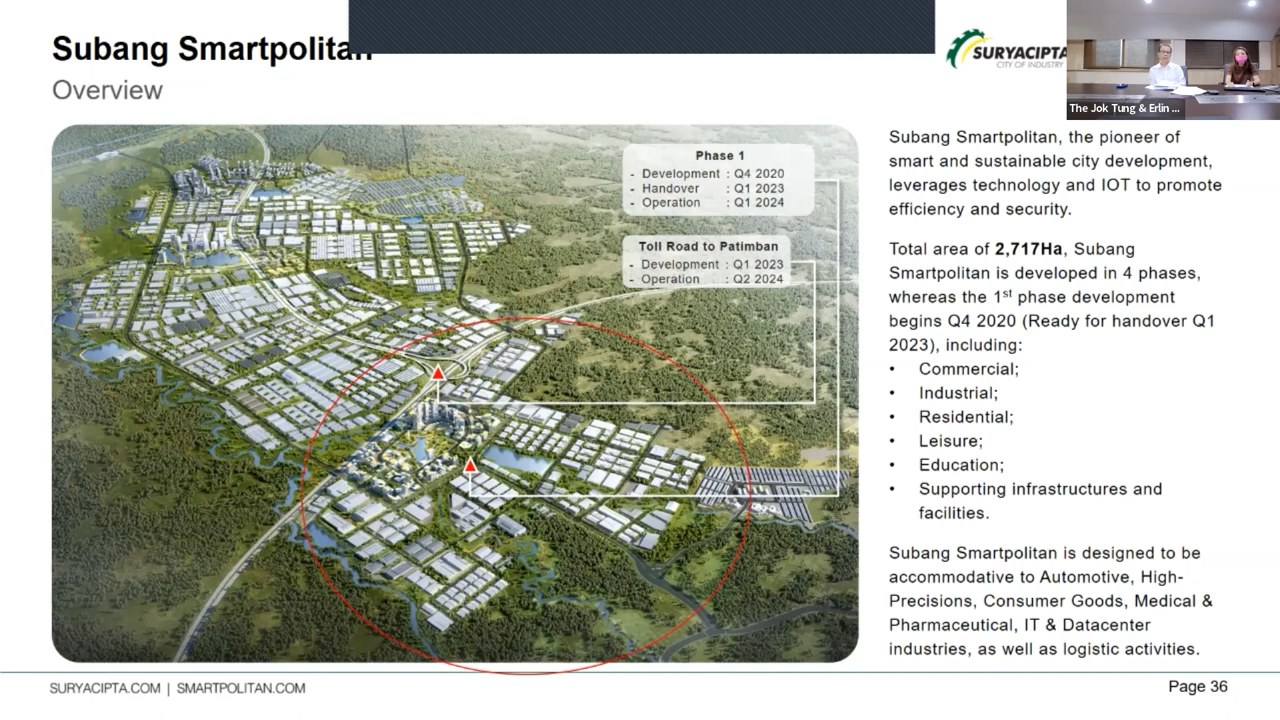 Subang Smartpolitan
Overview
SURYACIPTA
CITY OF INDUSTRY
The Jok Tung & Erlin ...
Phase 1
- Development : Q4 2020
- Handover : Q1 2023
- Operation : Q1 2024
Toll Road to Patimban
- Development : Q1 2023
- Operation : Q2 2024
Subang Smartpolitan, the pioneer of
smart and sustainable city development,
leverages technology and IOT to promote
efficiency and security.
Total area of 2,717Ha, Subang
Smartpolitan is developed in 4 phases,
whereas the 1st phase development
begins Q4 2020 (Ready for handover Q1
2023), including:
• Commercial;
• Industrial;
• Residential;
• Leisure;
• Education;
• Supporting infrastructures and
facilities.
Subang Smartpolitan is designed to be
accommodative to Automotive, High-
Precisions, Consumer Goods, Medical &
Pharmaceutical, IT & Datacenter
industries, as well as logistic activities.
SURYACIPTA.COM | SMARTPOLITAN.COM
Page 36